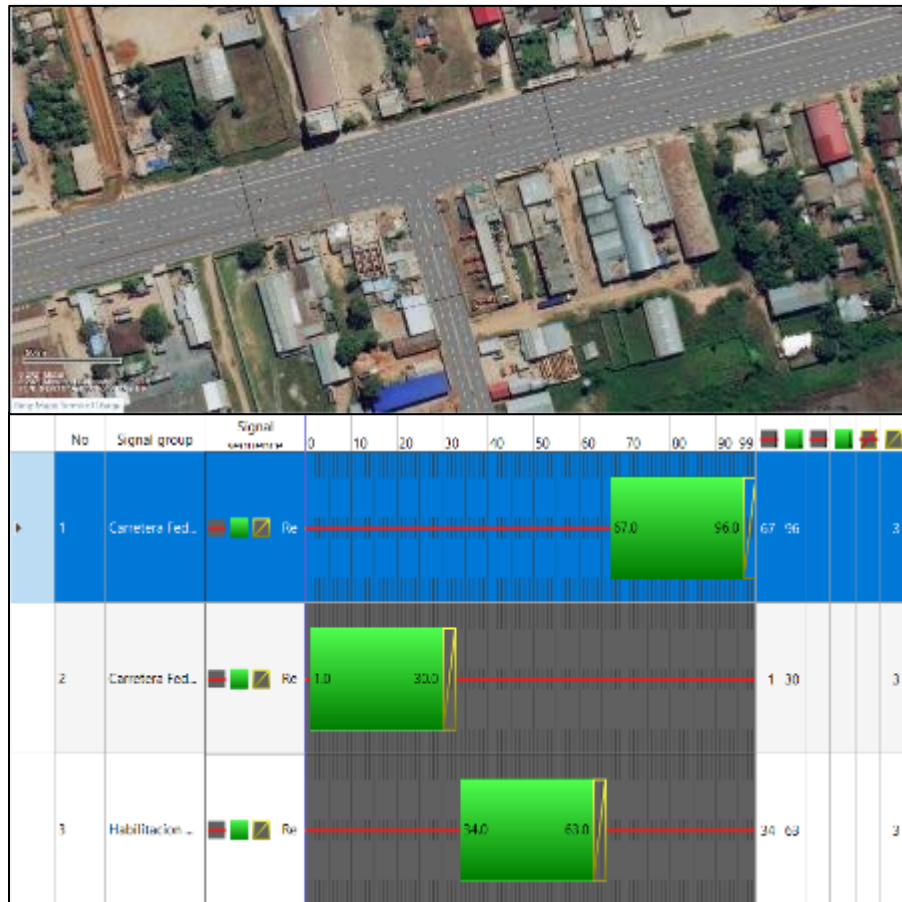 No Signal group Signal sequence 0 10 20 30 40 50 60 70 80 90 99
1 Carretera Fed... Re 67.0 96.0 67 96 3
2 Carretera Fed... Re 1.0 30.0 1 30 3
3 Habilitacion ... Re 34.0 63.0 34 63 3